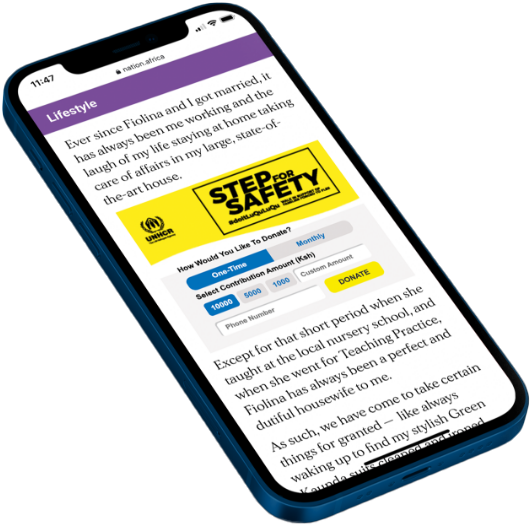 11:47
nation.africa
Lifestyle
Ever since Fiolina and I got married, it
has always been me working and the
laugh of my life staying at home taking
care of affairs in my large, state-of-
the-art house.
UNHCR
STEP FOR
SAFETY
How Would You Like To Donate?
One-Time
Monthly
Select Contribution Amount (Ksh)
10000
5000
1000
Custom Amount
Phone Number
DONATE
Except for that short period when she
taught at the local nursery school, and
when she went for Teaching Practice,
Fiolina has always been a perfect and
dutiful housewife to me.
As such, we have come to take certain
things for granted — like always
waking up to find my stylish Green
Kaunda suits cleaned and ironed